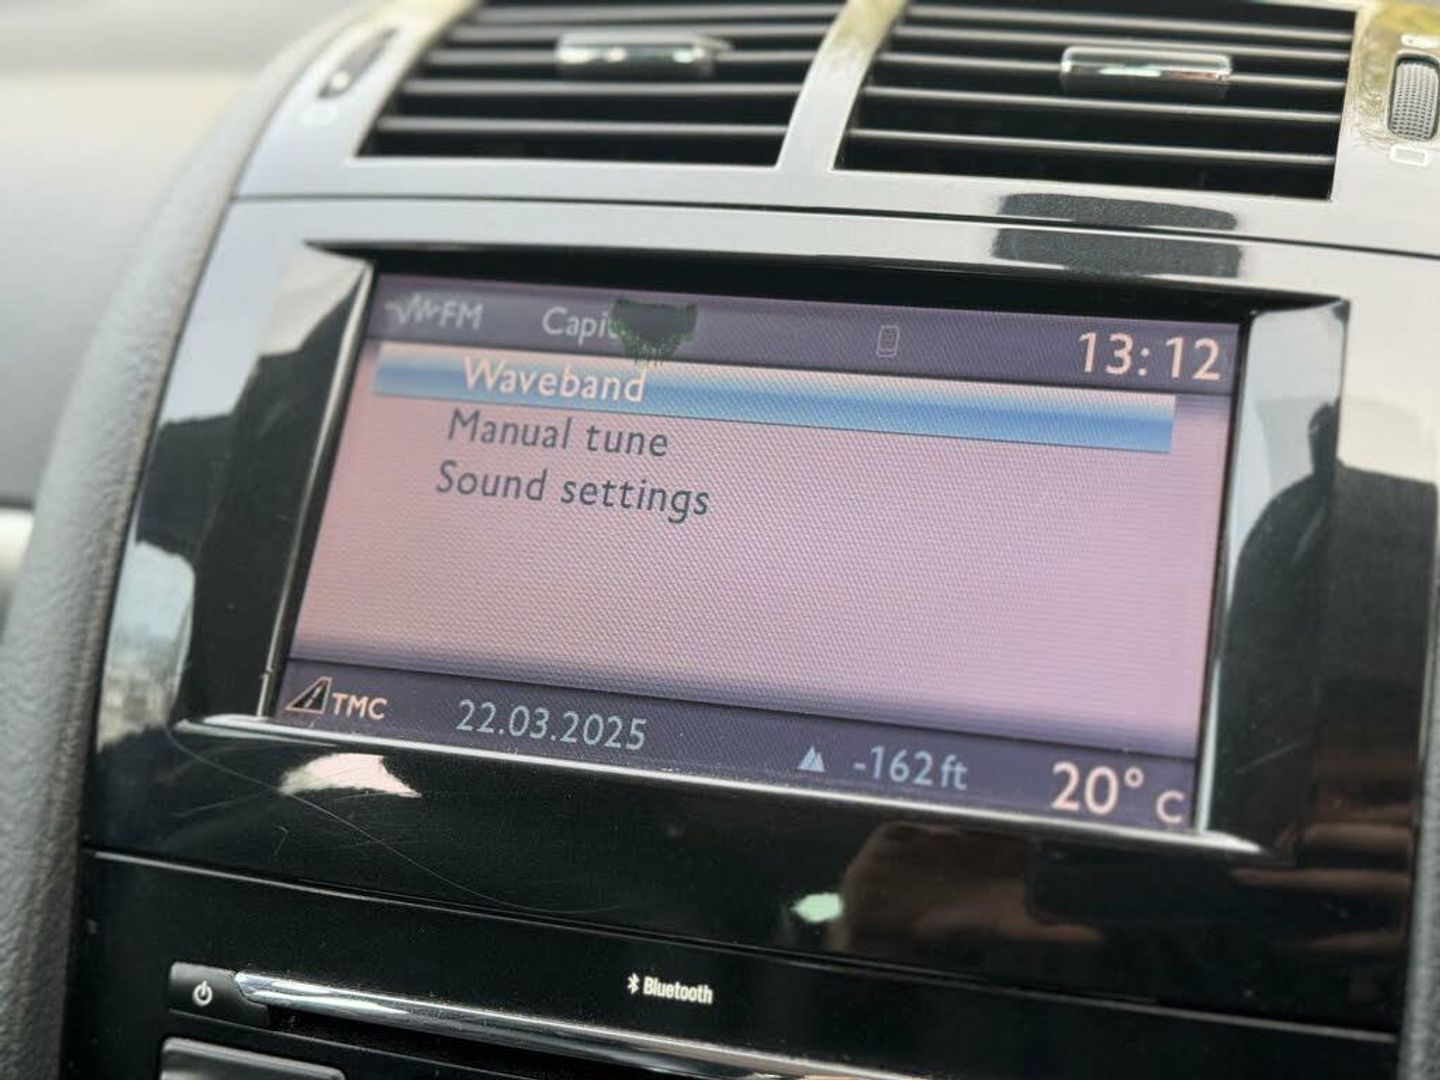 FM 13:12
Waveband
Manual tune
Sound settings
TMC 22.03.2025 -162ft 20° C
Bluetooth